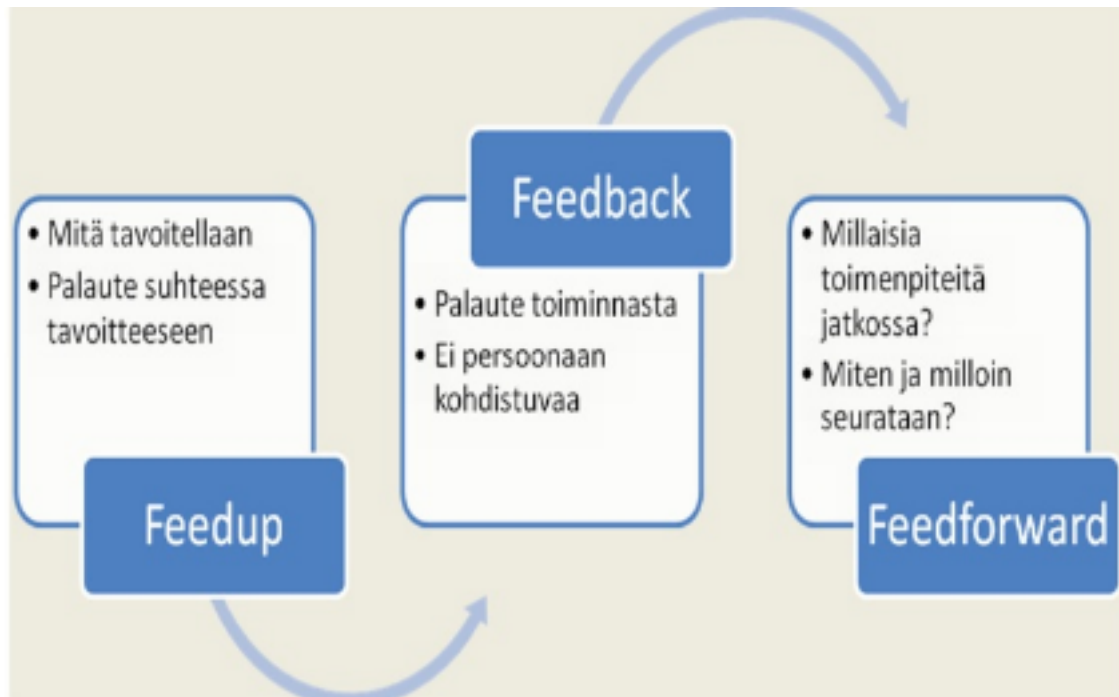 • Mitä tavoitellaan
• Palaute suhteessa
tavoitteeseen
Feedup
Feedback
• Palaute toiminnasta
• Ei persoonaan
kohdistuvaa
• Millaisia
toimenpiteitä
jatkossa?
• Miten ja milloin
seurataan?
Feedforward